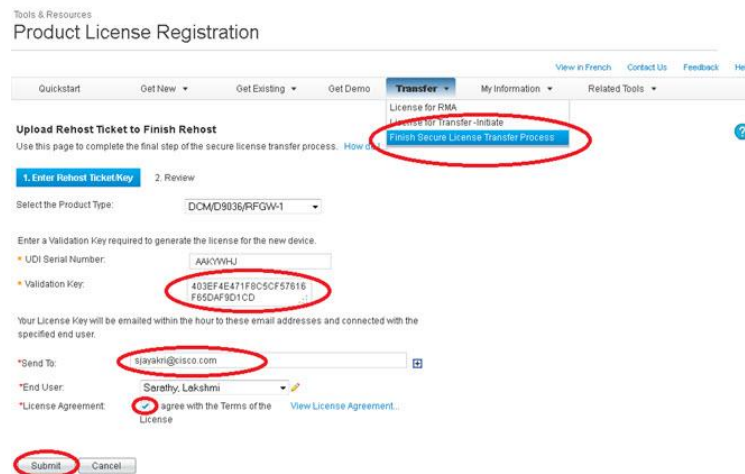 Tools & Resources
Product License Registration
View in French Contact Us Feedback
Quickstart Get New Get Existing Get Demo Transfer My Information Related Tools
License for RMA
License for Transfer -Initiate
Finish Secure License Transfer Process
Upload Rehost Ticket to Finish Rehost
Use this page to complete the final step of the secure license transfer process. How do I
1. Enter Rehost Ticket/Key 2. Review
Select the Product Type: DCM/D9036/RFGW-1
Enter a Validation Key required to generate the license for the new device.
* UDI Serial Number: AAKYWHJ
* Validation Key: 403EF4E471F8C5CF57616
F65DAF9D1CD
Your License Key will be emailed within the hour to these email addresses and connected with the
specified end user.
*Send To: sjayakri@cisco.com
*End User: Sarathy, Lakshmi
*License Agreement: agree with the Terms of the View License Agreement...
License
Submit Cancel